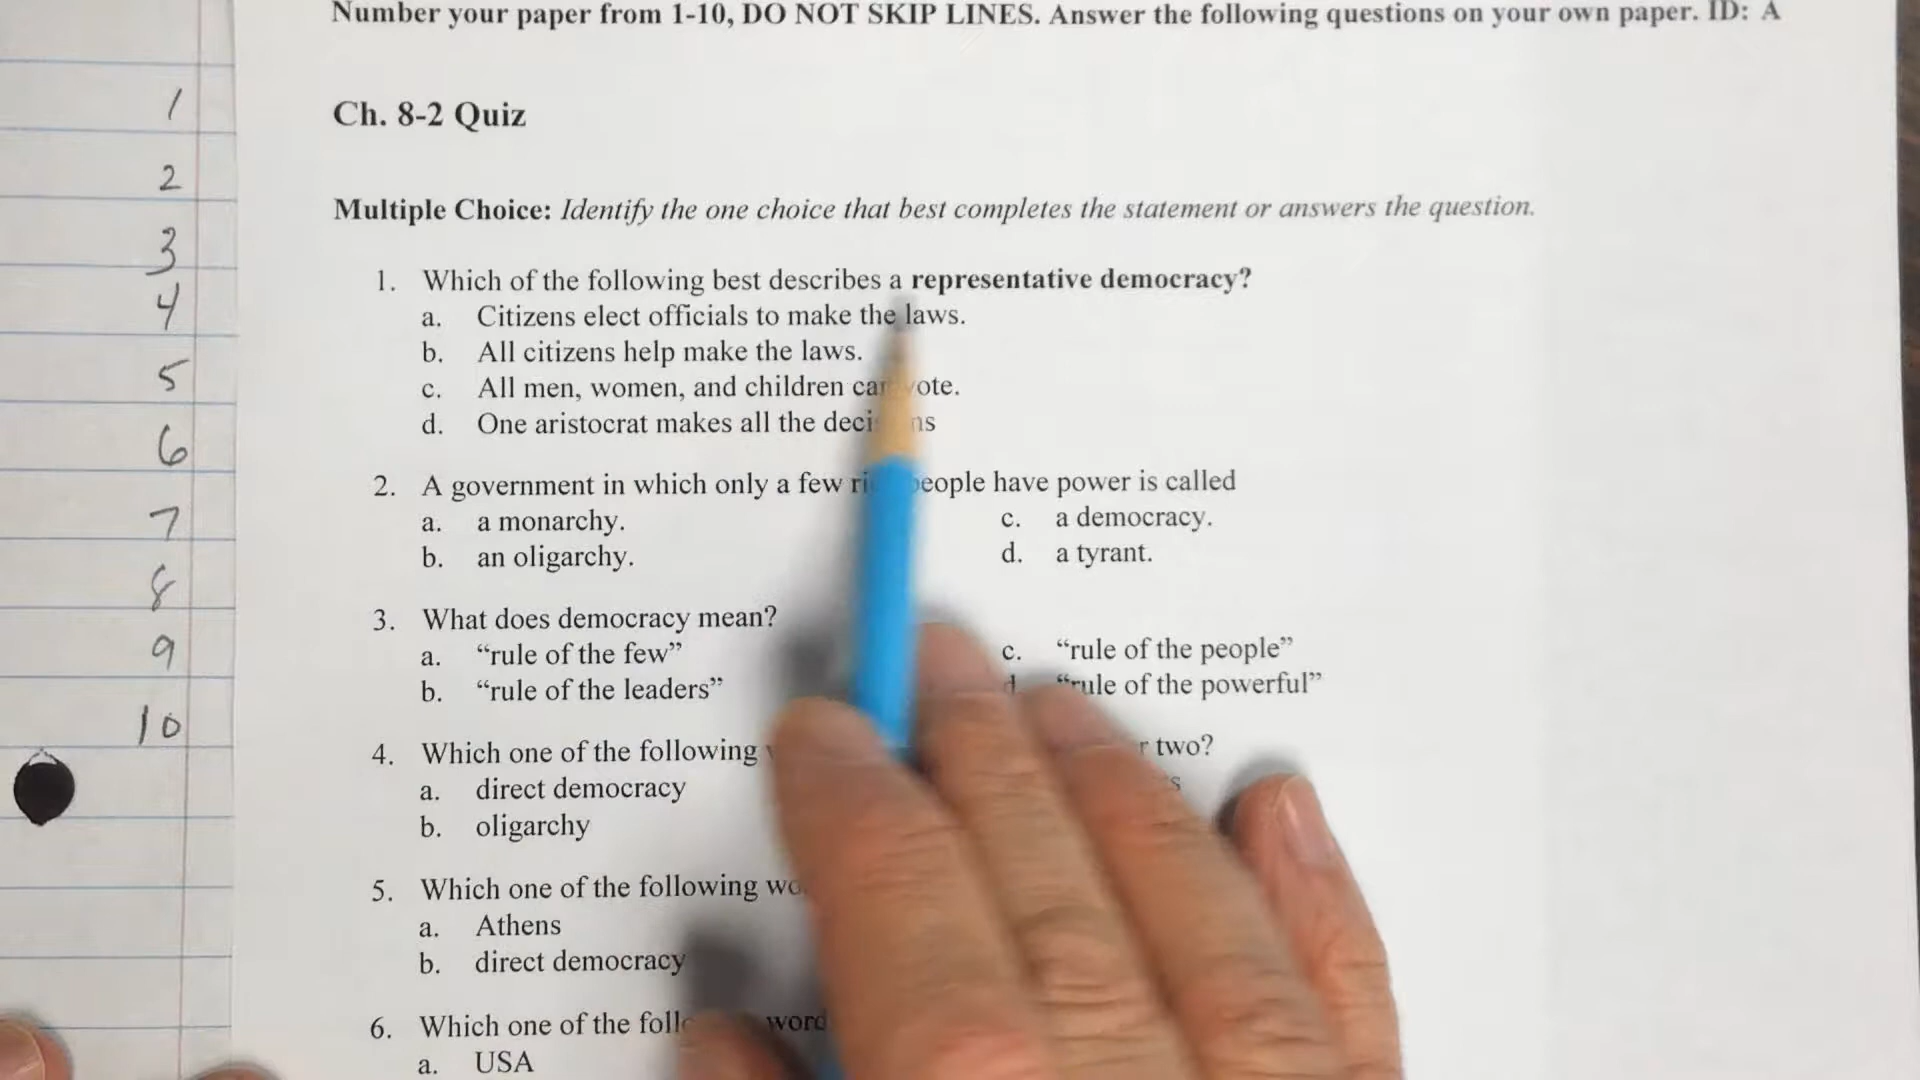 Number your paper from 1-10, DO NOT SKIP LINES. Answer the following questions on your own paper. ID: A
Ch. 8-2 Quiz
Multiple Choice: Identify the one choice that best completes the statement or answers the question.
1. Which of the following best describes a representative democracy?
a. Citizens elect officials to make the laws.
b. All citizens help make the laws.
c. All men, women, and children can vote.
d. One aristocrat makes all the
2. A government in which only a few people have power is called
a. a monarchy. c. a democracy.
b. an oligarchy. d. a tyrant.
3. What does democracy mean?
a. “rule of the few” c. “rule of the people”
b. “rule of the leaders” d. “rule of the powerful”
4. Which one of the following two?
a. direct democracy
b. oligarchy
5. Which one of the following
a. Athens
b. direct democracy
6. Which one of the
a. USA
1
2
3
4
5
6
7
8
9
10